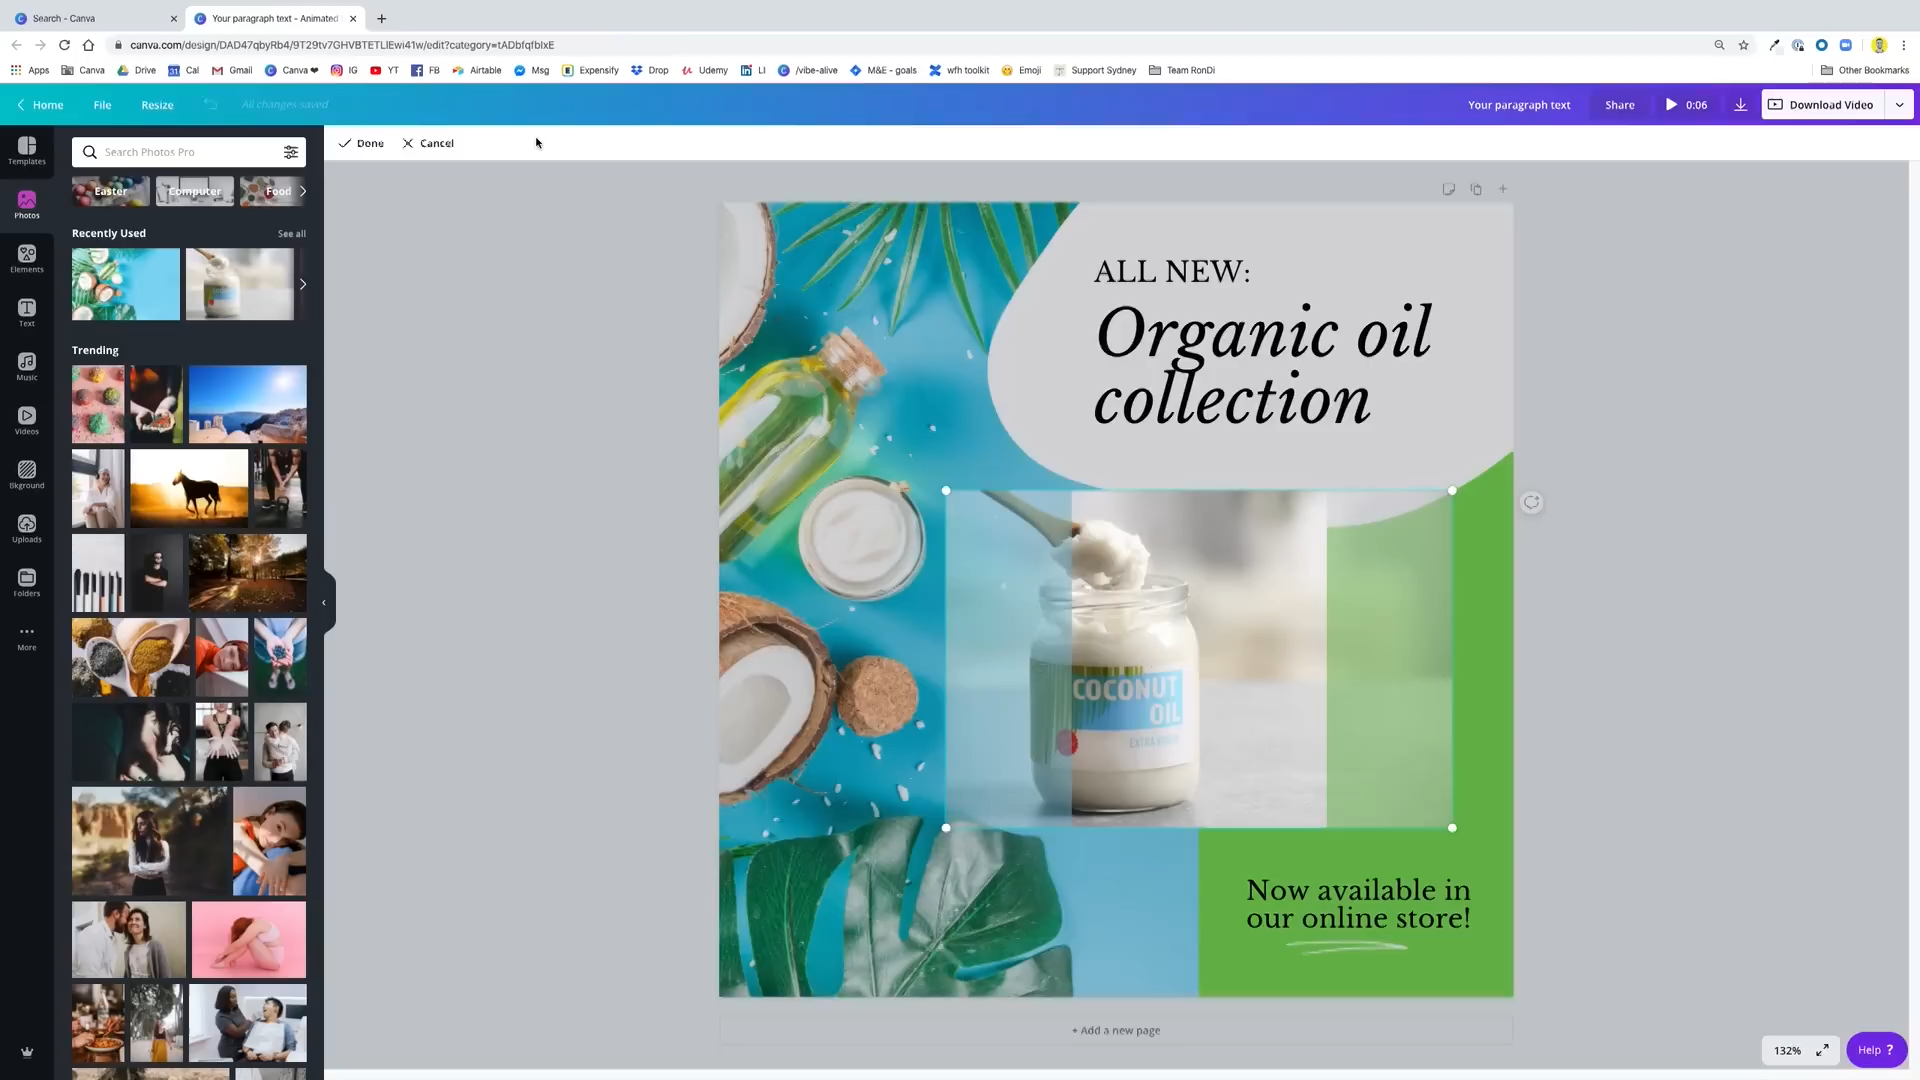 Search - Canva
Your paragraph text - Animated
canva.com/design/DAD47qbyRb4/9T29tv7GHVBTETLlEwi41w/edit?category=tADbfqfblxE
Apps Canva Drive Cal Gmail Canva ❤ IG YT FB Airtable Msg Expensify Drop Udemy LI /vibe-alive M&E - goals wfh toolkit Emoji Support Sydney Team RonDi Other Bookmarks
Home File Resize All changes saved Your paragraph text Share 0:06 Download Video
Done Cancel
Search Photos Pro
Easter Computer Food
Recently Used See all
Trending
Templates
Photos
Elements
Text
Music
Videos
Bkground
Uploads
Folders
More
ALL NEW:
Organic oil
collection
COCONUT
OIL
Now available in
our online store!
+ Add a new page
132% Help ?